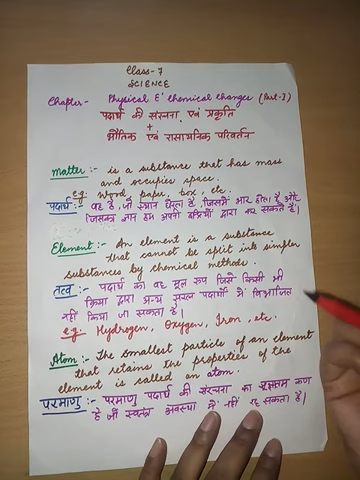 Class-7
SCIENCE
Chapter- Physical & Chemical Changes (Part-I)
पदार्थ की संरचना एवं प्रकृति
+
भौतिक एवं रासायनिक परिवर्तन
Matter:- is a substance that has mass
and occupies space.
eg: wood, paper, box, etc.
पदार्थ:- वह है, जो स्थान घेरता है, जिसमें भार होता है और
जिसका ज्ञान हम अपनी इंद्रियों द्वारा कर सकते हैं।
Element:- An element is a substance
that cannot be split into simpler
substances by chemical methods.
तत्व:- पदार्थ का वह मूल रूप जिसे किसी भी
क्रिया द्वारा अन्य सरल पदार्थों में विभाजित
नहीं किया जा सकता है।
eg:- Hydrogen, Oxygen, Iron, etc.
Atom:- The smallest particle of an element
that retains the properties of the
element is called an atom.
परमाणु:- परमाणु पदार्थ की संरचना का सूक्ष्मतम कण
है जो स्वतंत्र अवस्था में नहीं रह सकता है।